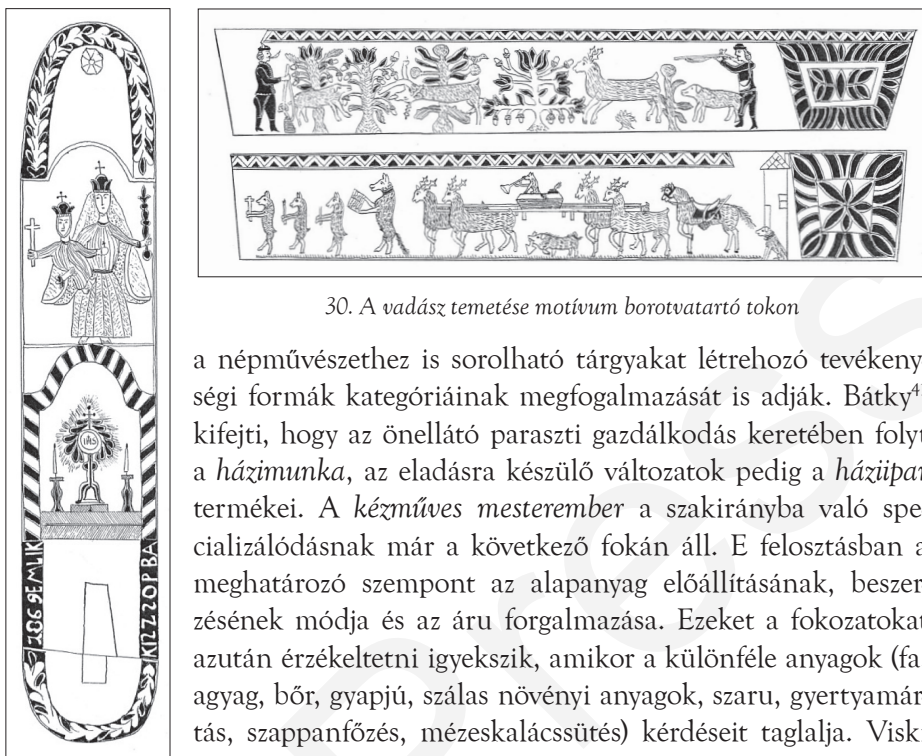 IHS
30. A vadász temetése motívum borotvatartó tokon
a népművészethez is sorolható tárgyakat létrehozó tevékeny
ségi formák kategóriáinak megfogalmazását is adják. Bátky⁴
kifejti, hogy az önellátó paraszti gazdálkodás keretében folyt
a házimunka, az eladásra készülő változatok pedig a háziipar
termékei. A kézműves mesterember a szakirányba való spe
cializálódásnak már a következő fokán áll. E felosztásban a
meghatározó szempont az alapanyag előállításának, beszer
zésének módja és az áru forgalmazása. Ezeket a fokozatokat
azután érzékeltetni igyekszik, amikor a különféle anyagok (fa
agyag, bőr, gyapjú, szálas növényi anyagok, szaru, gyertyamár
tás, szappanfőzés, mézeskalácssütés) kérdéseit taglalja. Visk